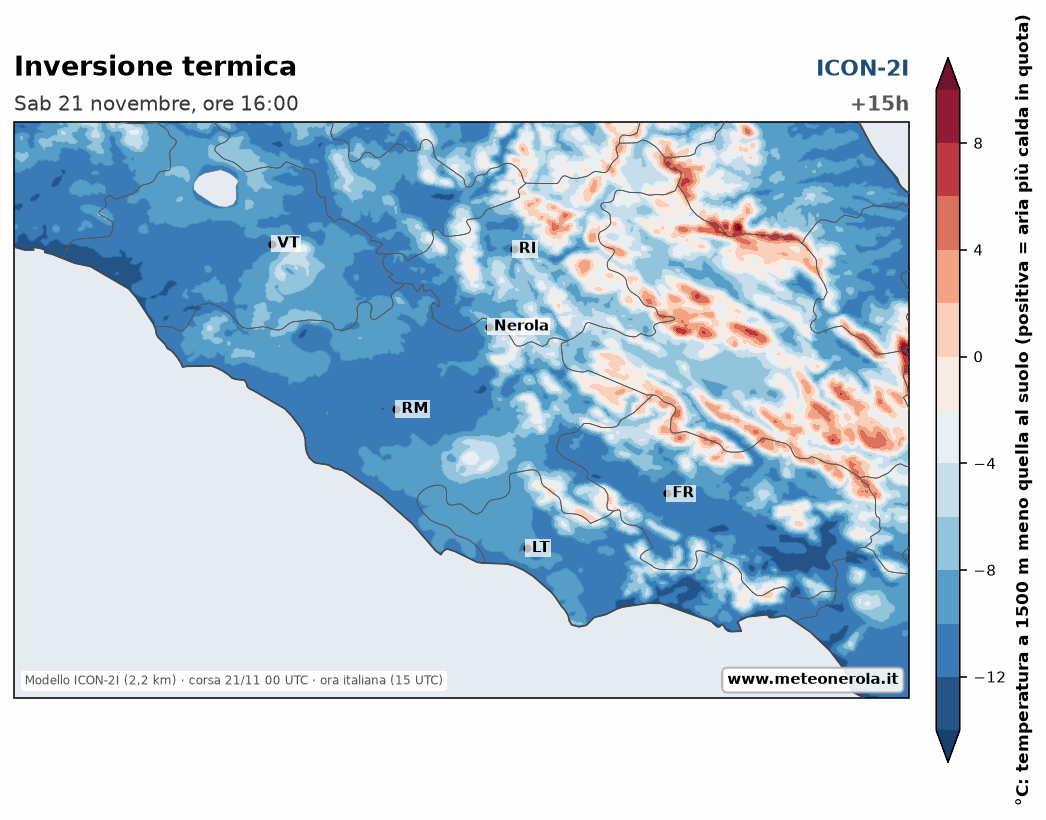 Inversione termica
ICON-2I
Sab 21 novembre, ore 16:00
+15h
VT
RI
Nerola
RM
FR
LT
Modello ICON-2I (2,2 km) · corsa 21/11 00 UTC · ora italiana (15 UTC)
www.meteonerola.it
8
4
0
−4
−8
−12
°C: temperatura a 1500 m meno quella al suolo (positiva = aria più calda in quota)